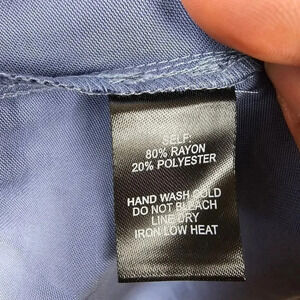 SELF:
80% RAYON
20% POLYESTER
HAND WASH COLD
DO NOT BLEACH
LINE DRY
IRON LOW HEAT